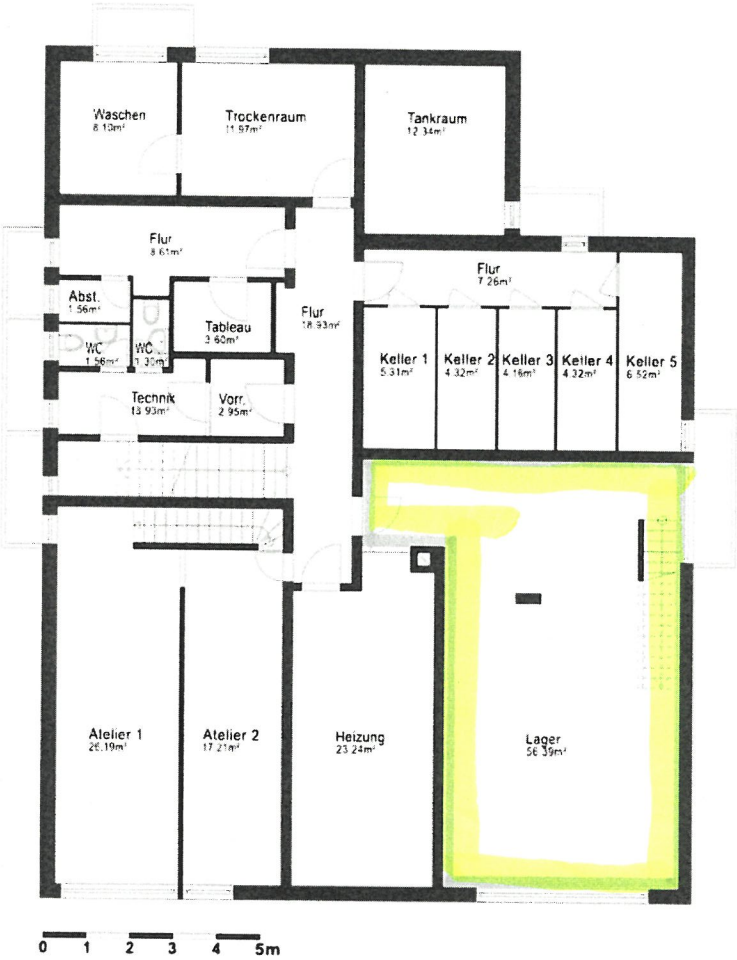 Waschen
8.10m²
Trockenraum
11.97m²
Tankraum
12.34m²
Flur
8.61m²
Flur
7.26m²
Abst.
1.56m²
Flur
18.93m²
Tableau
3.60m²
WC
1.56m²
WC
1.30m²
Keller 1
5.31m²
Keller 2
4.32m²
Keller 3
4.16m²
Keller 4
4.32m²
Keller 5
6.52m²
Technik
13.93m²
Vorr.
2.95m²
Atelier 1
26.19m²
Atelier 2
17.21m²
Heizung
23.24m²
Lager
56.39m²
0 1 2 3 4 5m